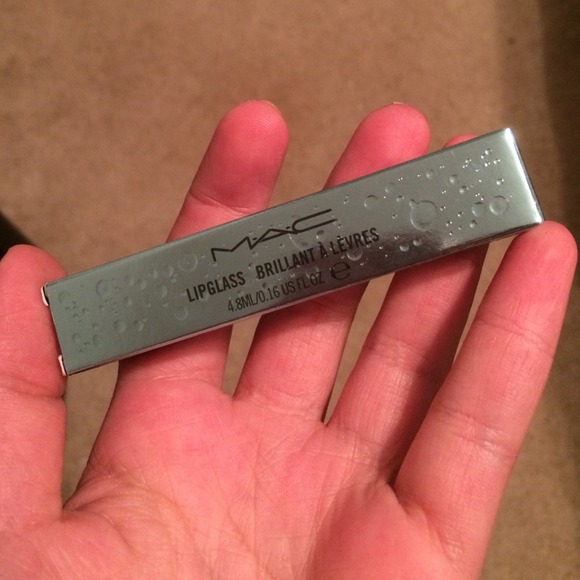 MAC
LIPGLASS BRILLANT À LÈVRES
4.8ML/0.16 US FL OZ ℮